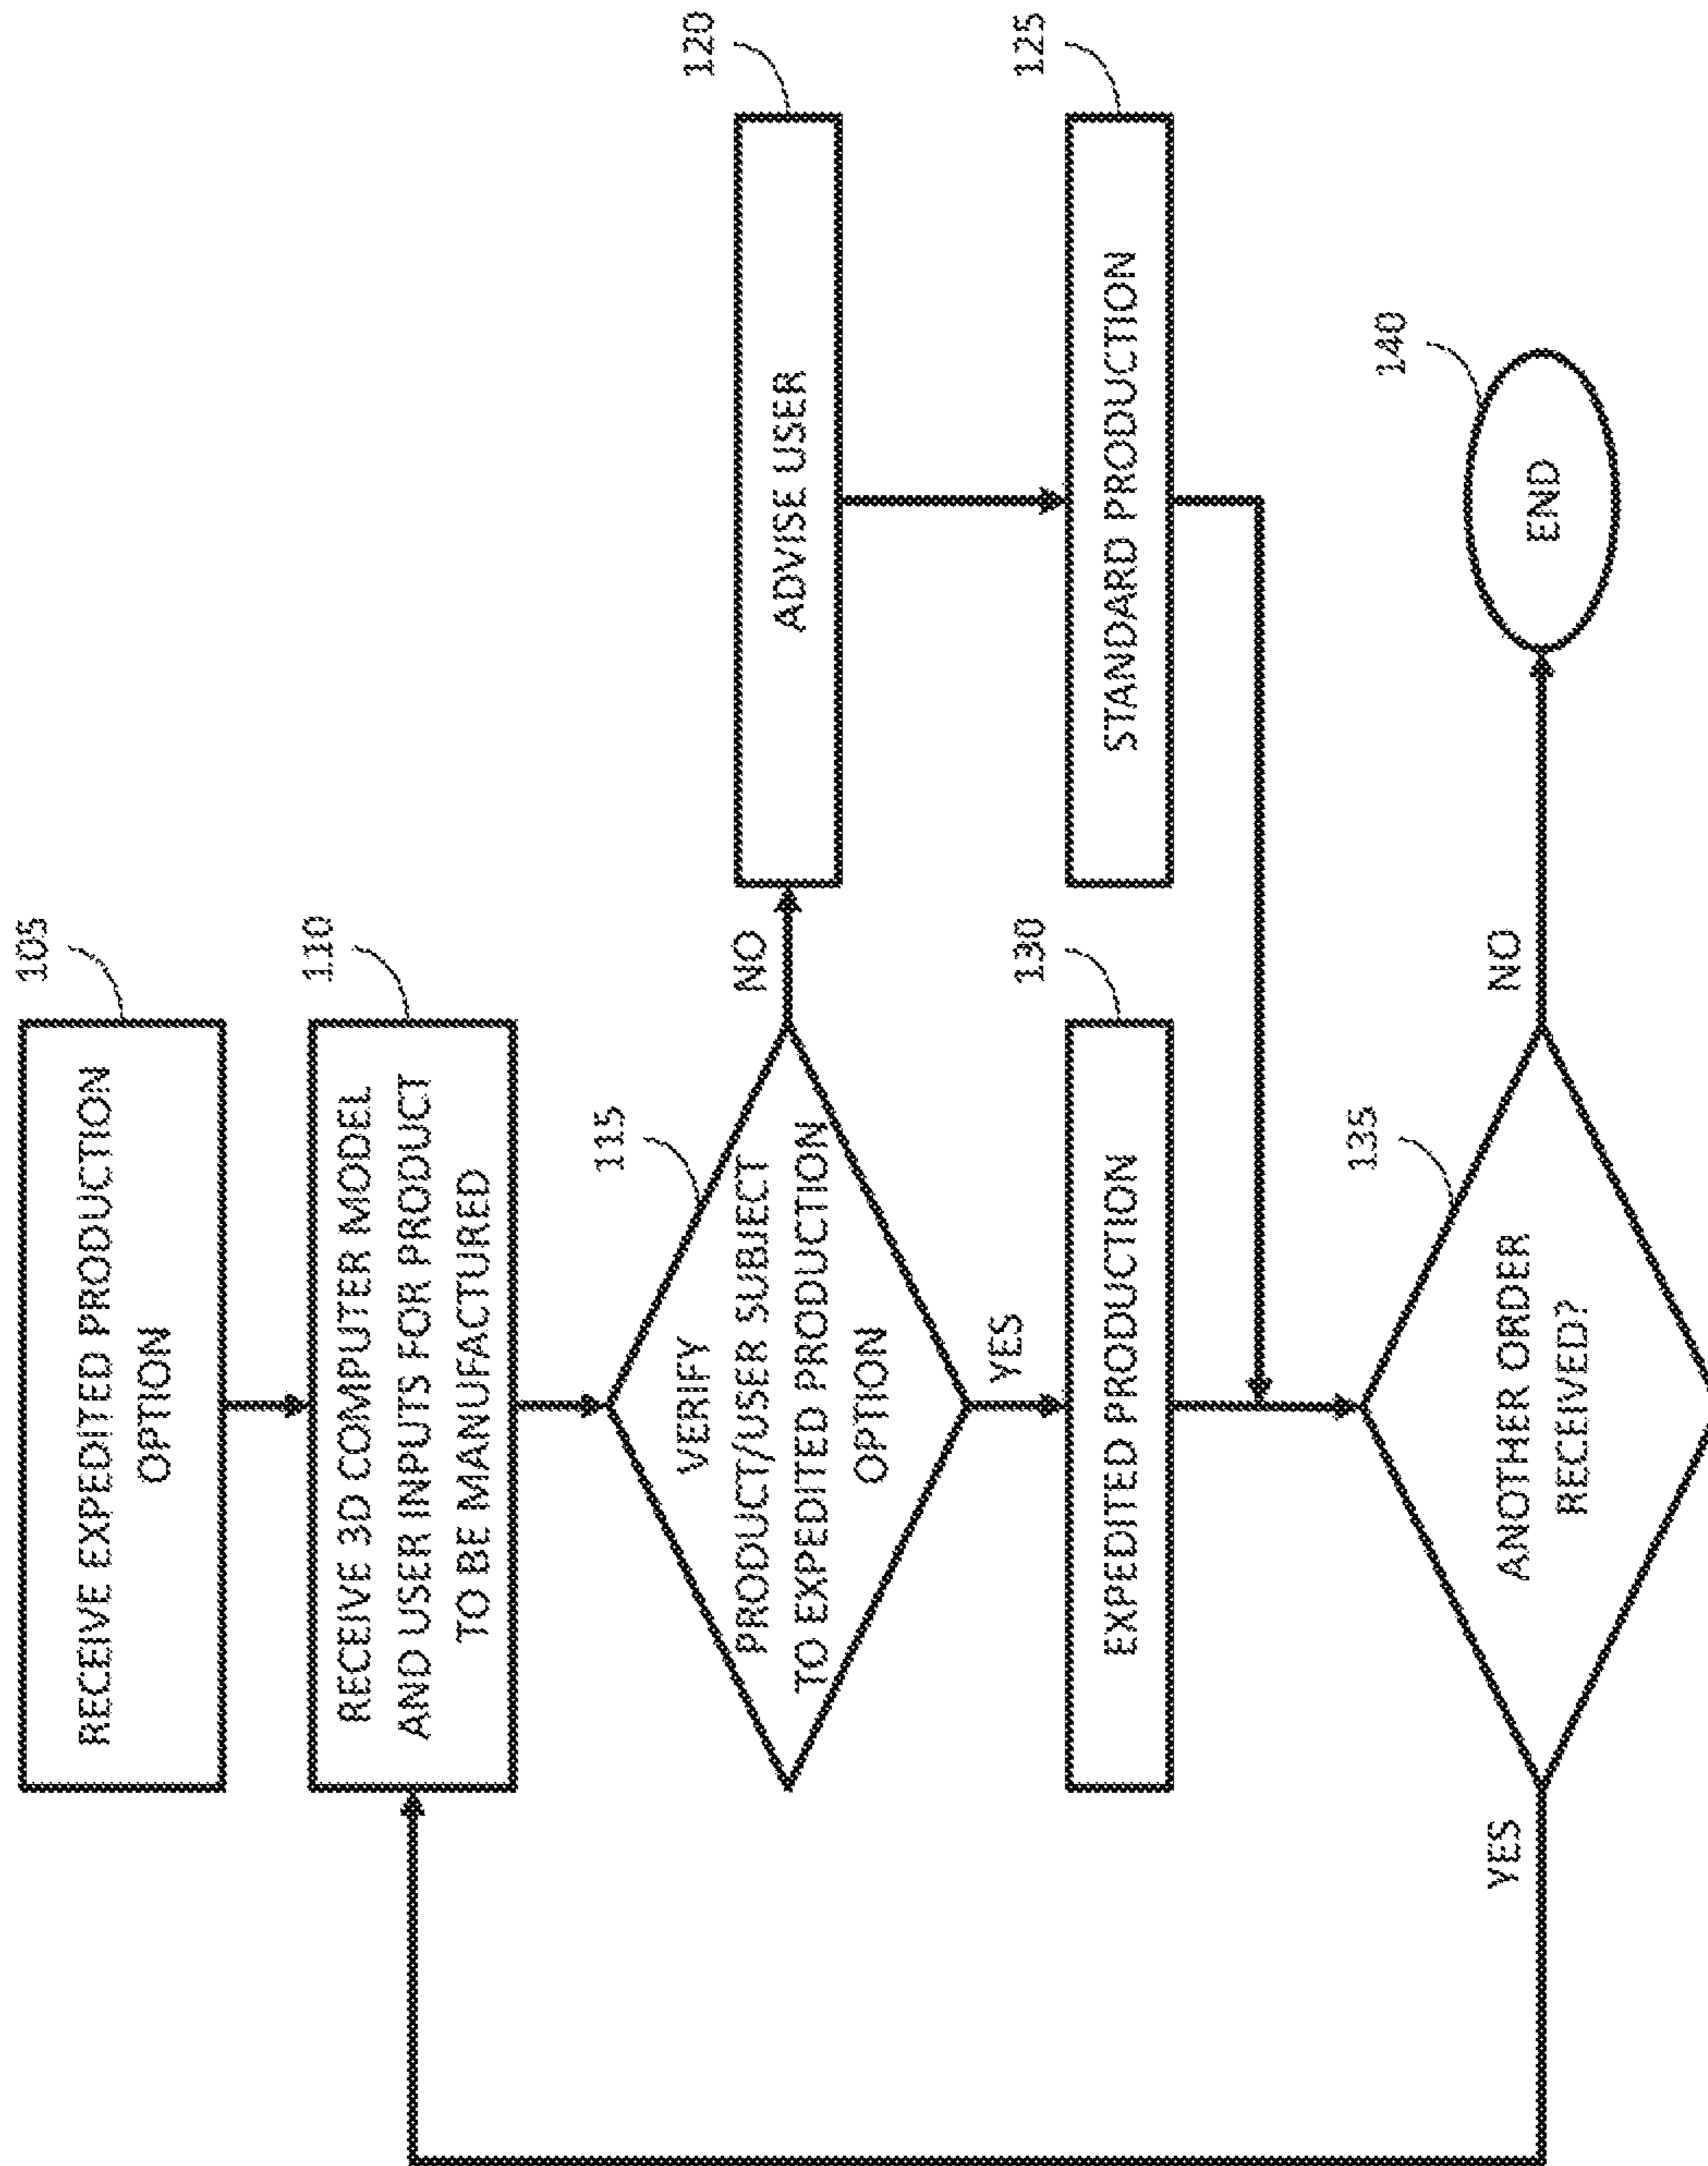 105
RECEIVE EXPEDITED PRODUCTION
OPTION
110
RECEIVE 3D COMPUTER MODEL
AND USER INPUTS FOR PRODUCT
TO BE MANUFACTURED
115
VERIFY
PRODUCT/USER SUBJECT
TO EXPEDITED PRODUCTION
OPTION
NO
120
ADVISE USER
YES
130
EXPEDITED PRODUCTION
125
STANDARD PRODUCTION
135
ANOTHER ORDER
RECEIVED?
YES
NO
140
END